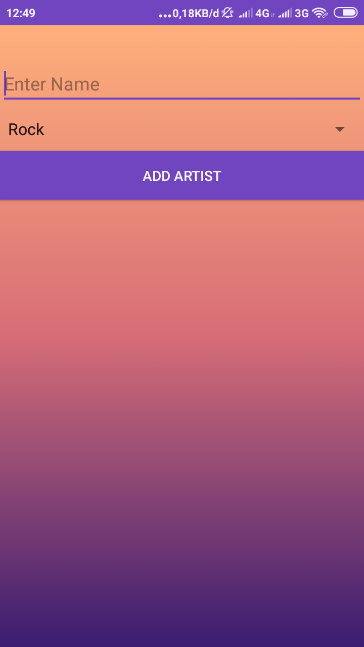 12:49 ...0,18KB/d 4G 3G
Enter Name
Rock
ADD ARTIST